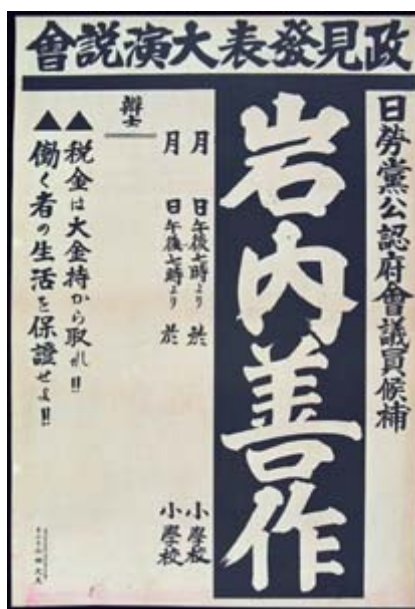 政見發表大演説會
日勞黨公認府會議員候補
岩内善作
月 日午後七時より 於 小學校
月 日午後七時より 於 小學校
辯士
▲税金は大金持から取れ!!
▲働く者の生活を保證せよ!!